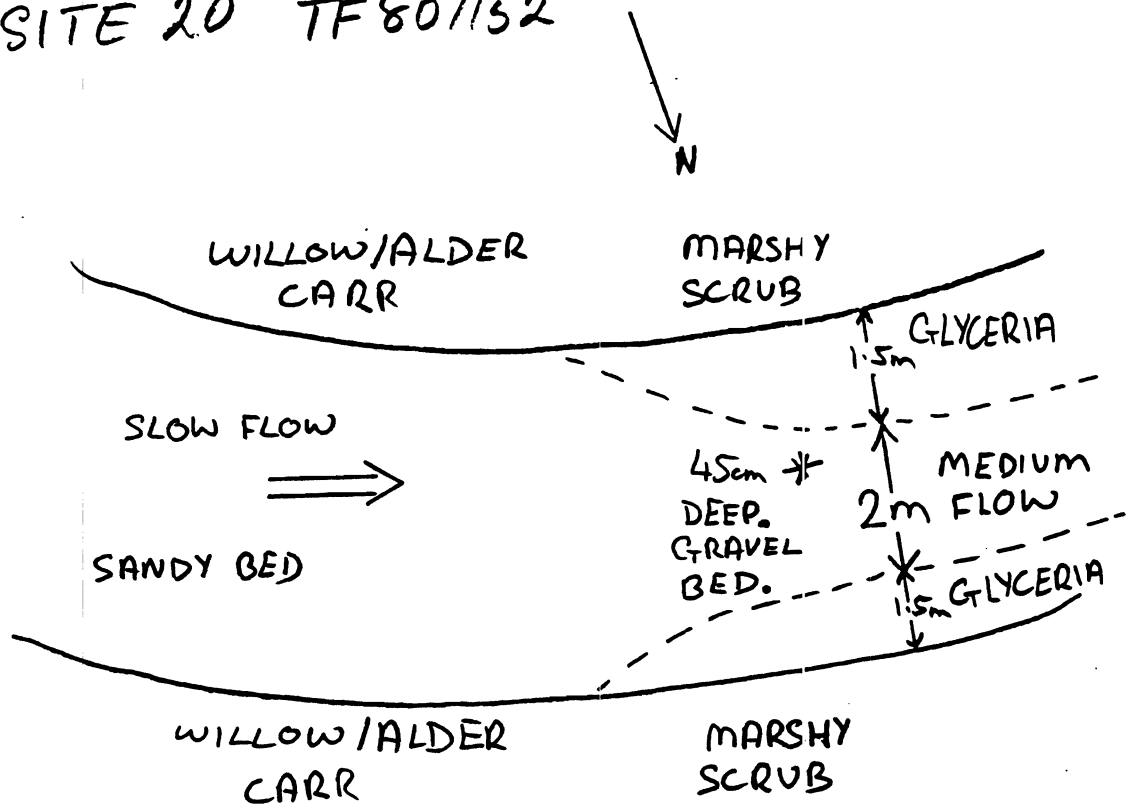 SITE 20 TF 801132
N
WILLOW/ALDER
CARR
MARSHY
SCRUB
GLYCERIA
1.5m
SLOW FLOW
45cm
DEEP.
GRAVEL
BED.
2m
MEDIUM
FLOW
SANDY BED
1.5m GLYCERIA
WILLOW/ALDER
CARR
MARSHY
SCRUB